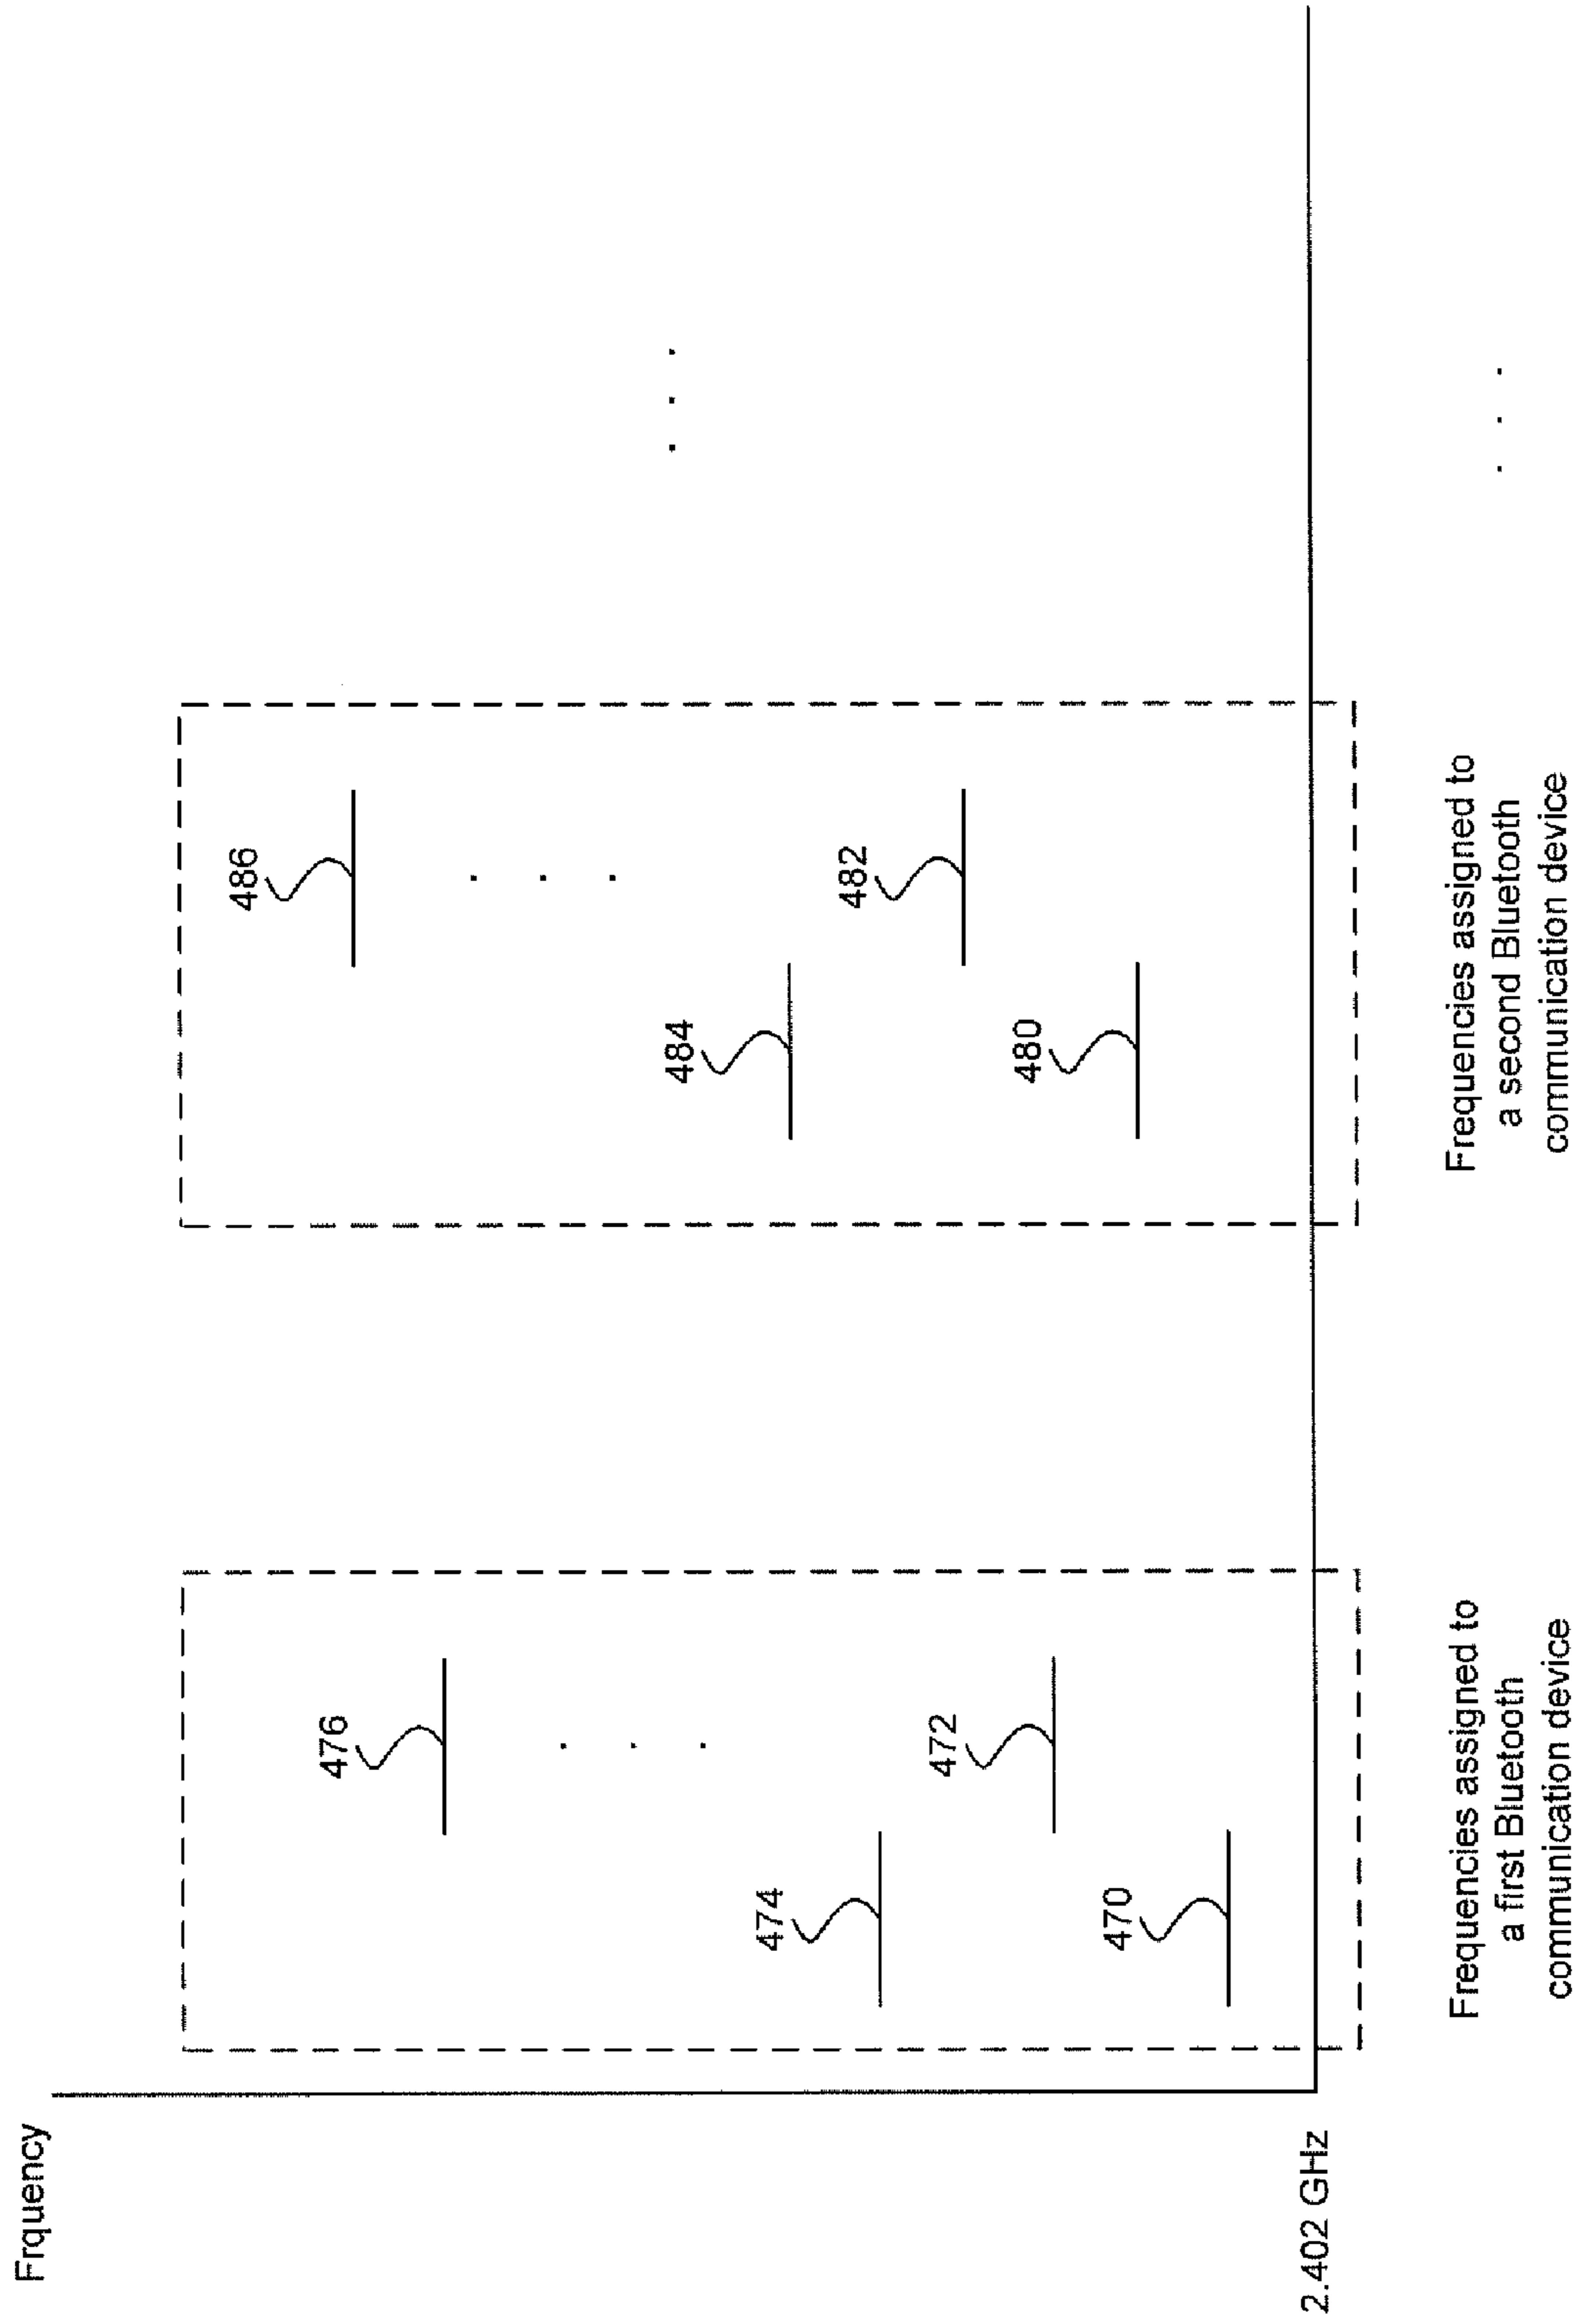 Frquency
486
476
482
484
472
474
480
470
2.402 GHz
Frequencies assigned to
a first Bluetooth
communication device
Frequencies assigned to
a second Bluetooth
communication device